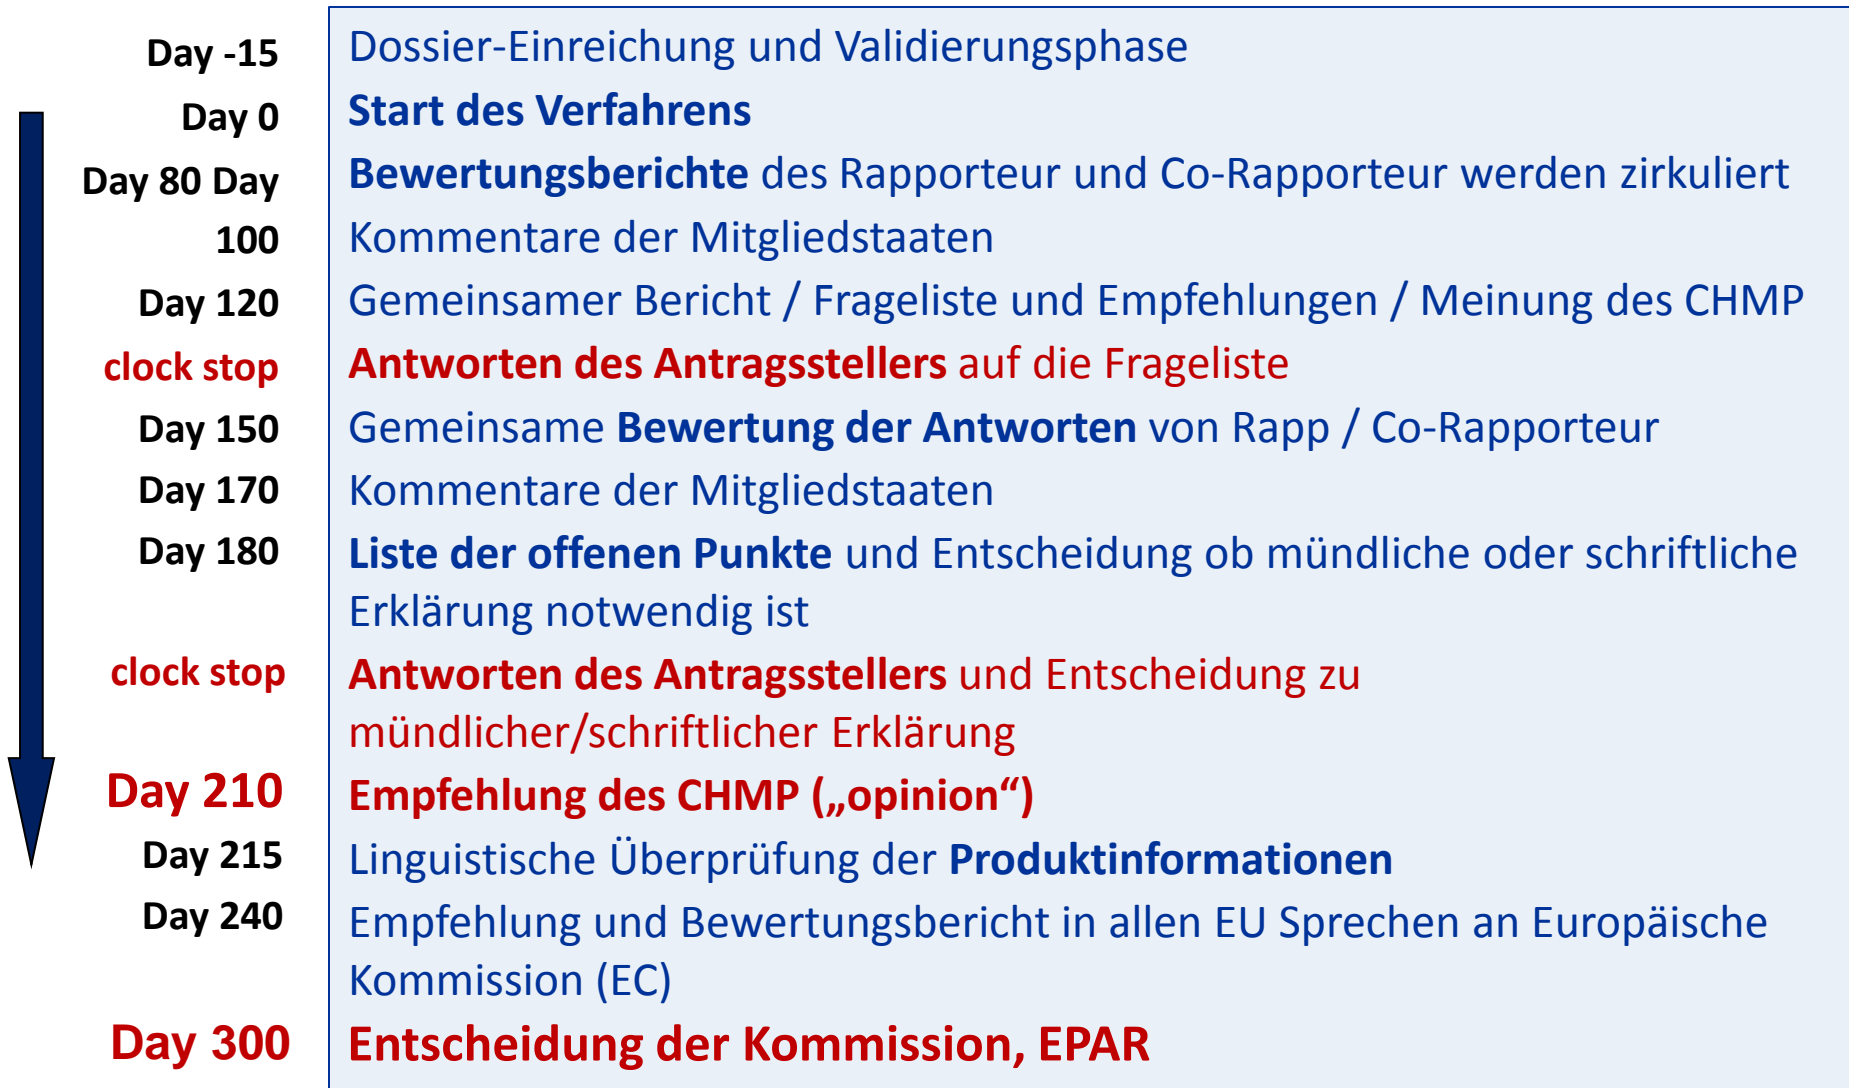 Day -15 Dossier-Einreichung und Validierungsphase
Day 0 Start des Verfahrens
Day 80 Day Bewertungsberichte des Rapporteur und Co-Rapporteur werden zirkuliert
100 Kommentare der Mitgliedstaaten
Day 120 Gemeinsamer Bericht / Frageliste und Empfehlungen / Meinung des CHMP
clock stop Antworten des Antragsstellers auf die Frageliste
Day 150 Gemeinsame Bewertung der Antworten von Rapp / Co-Rapporteur
Day 170 Kommentare der Mitgliedstaaten
Day 180 Liste der offenen Punkte und Entscheidung ob mündliche oder schriftliche
Erklärung notwendig ist
clock stop Antworten des Antragsstellers und Entscheidung zu
mündlicher/schriftlicher Erklärung
Day 210 Empfehlung des CHMP („opinion“)
Day 215 Linguistische Überprüfung der Produktinformationen
Day 240 Empfehlung und Bewertungsbericht in allen EU Sprechen an Europäische
Kommission (EC)
Day 300 Entscheidung der Kommission, EPAR